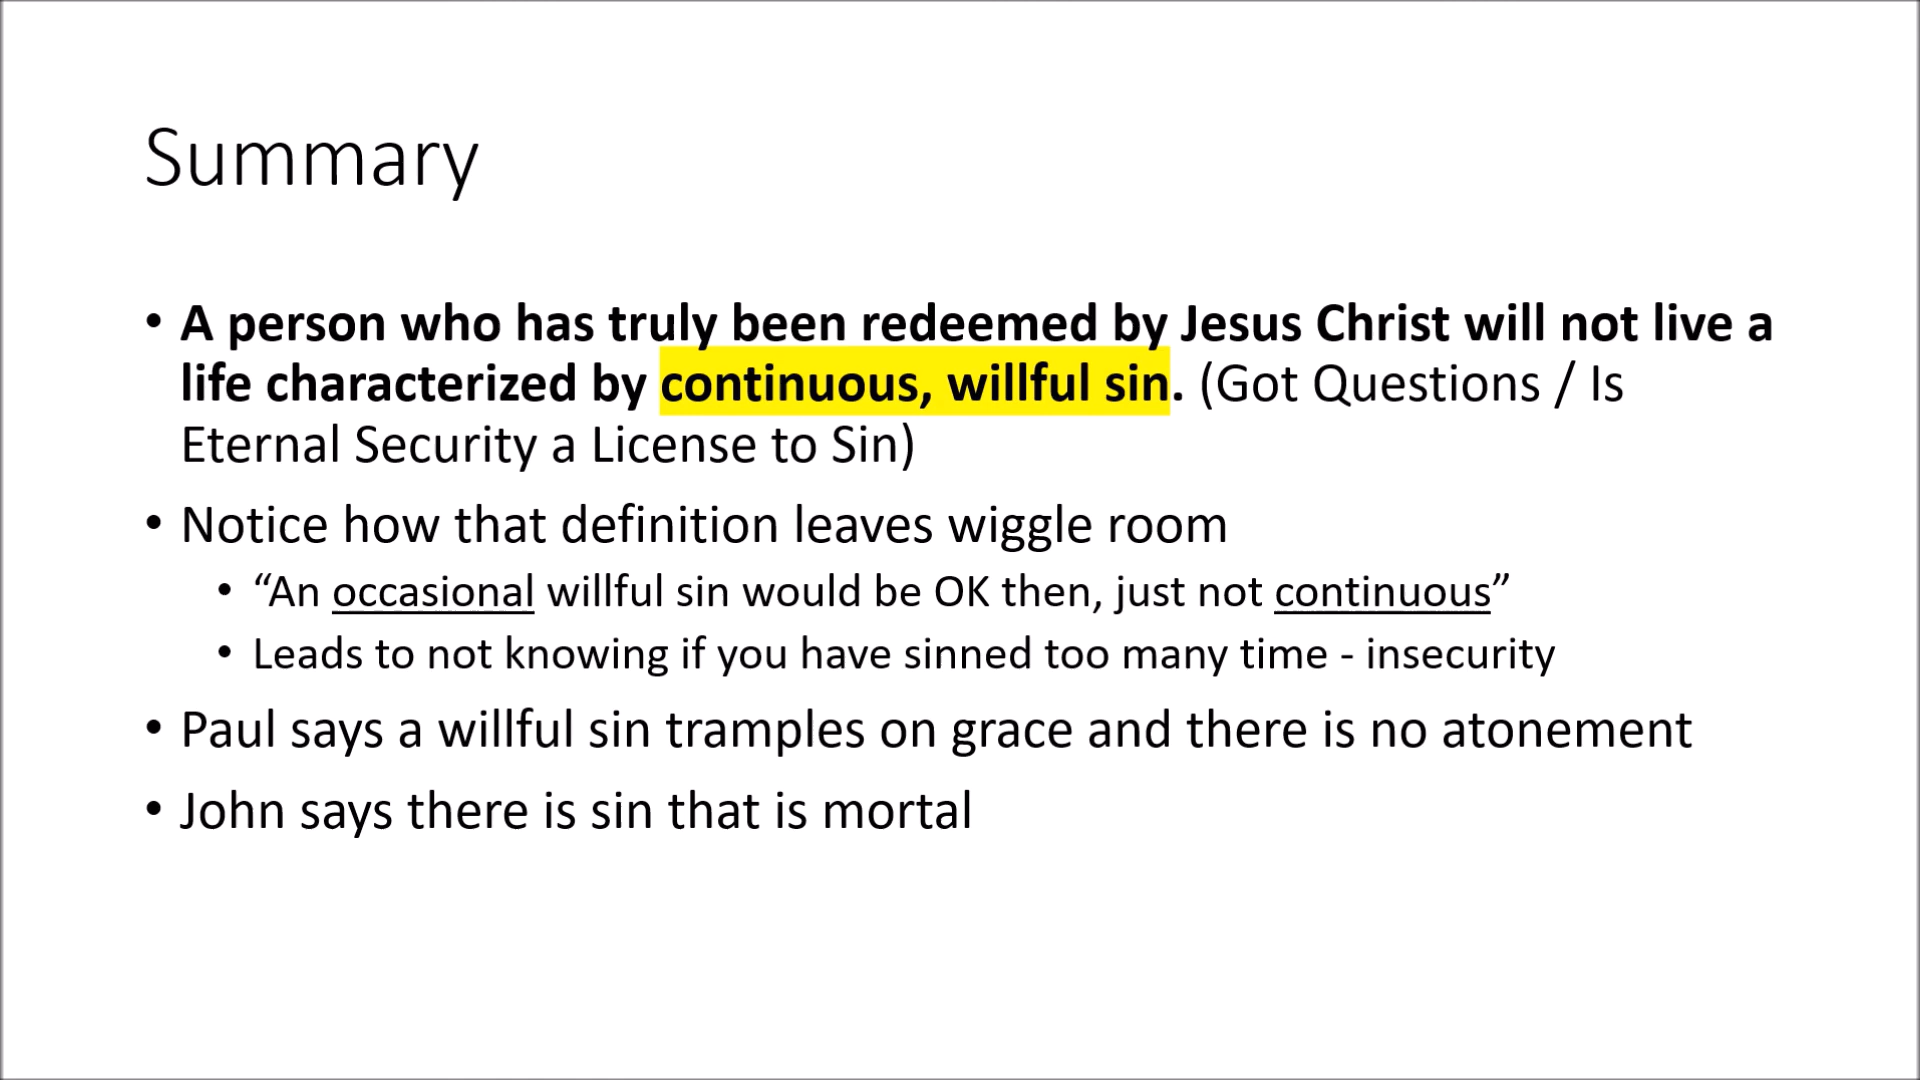 Summary
• A person who has truly been redeemed by Jesus Christ will not live a
life characterized by continuous, willful sin. (Got Questions / Is
Eternal Security a License to Sin)
• Notice how that definition leaves wiggle room
• “An occasional willful sin would be OK then, just not continuous”
• Leads to not knowing if you have sinned too many time - insecurity
• Paul says a willful sin tramples on grace and there is no atonement
• John says there is sin that is mortal